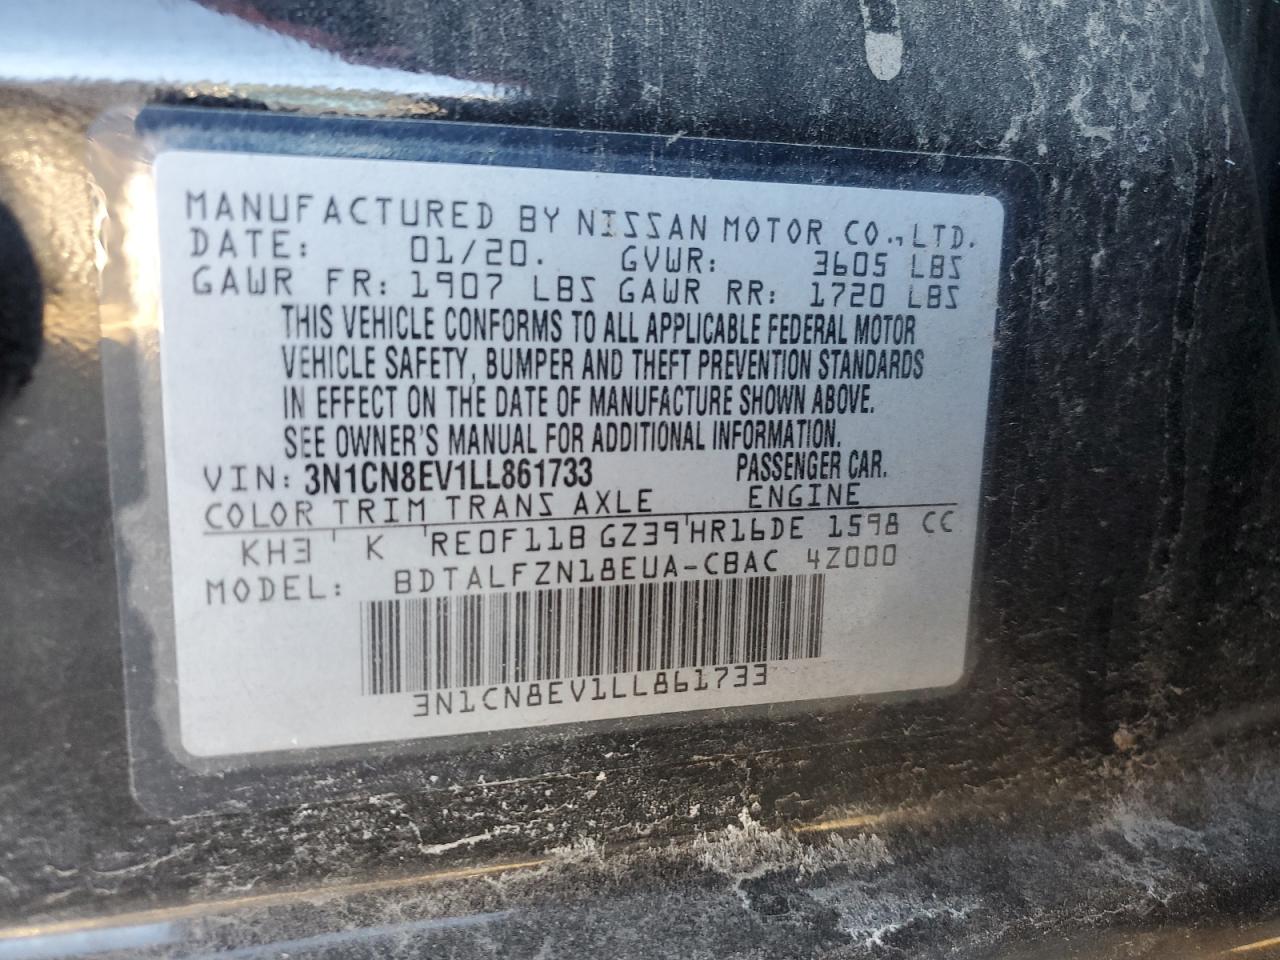 MANUFACTURED BY NISSAN MOTOR CO.,LTD.
DATE: 01/20. GVWR: 3605 LBS
GAWR FR: 1907 LBS GAWR RR: 1720 LBS
THIS VEHICLE CONFORMS TO ALL APPLICABLE FEDERAL MOTOR
VEHICLE SAFETY, BUMPER AND THEFT PREVENTION STANDARDS
IN EFFECT ON THE DATE OF MANUFACTURE SHOWN ABOVE.
SEE OWNER'S MANUAL FOR ADDITIONAL INFORMATION.
VIN: 3N1CN8EV1LL861733 PASSENGER CAR.
COLOR TRIM TRANS AXLE ENGINE
KH3 K RE0F11B GZ39 HR16DE 1598 CC
MODEL: BDTALFZN18EUA-CBAC 4Z000
3N1CN8EV1LL861733